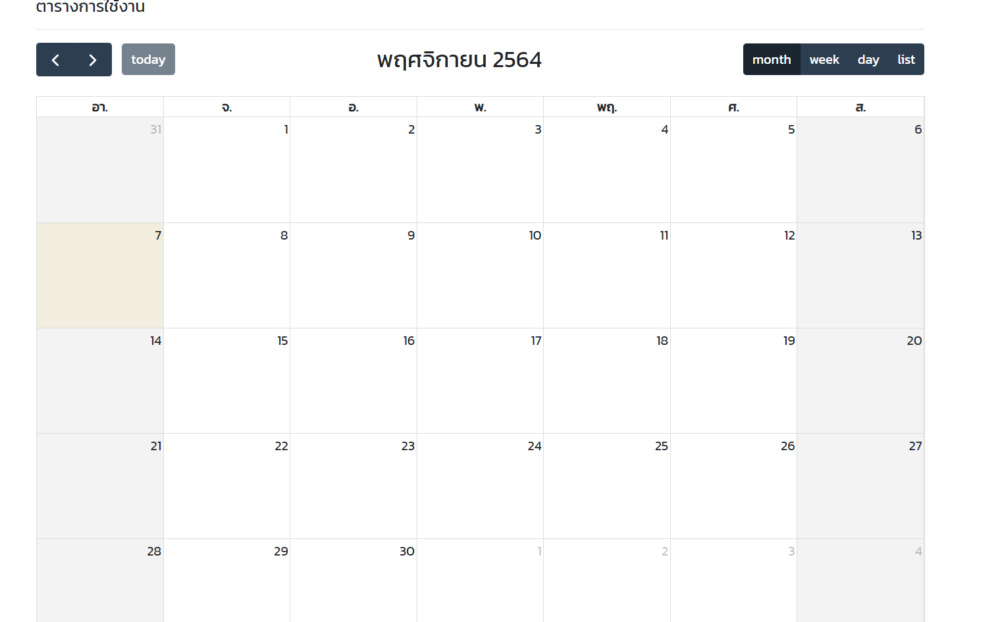 ตารางการใช้งาน
today
พฤศจิกายน 2564
month week day list
อา. จ. อ. พ. พฤ. ศ. ส.
31 1 2 3 4 5 6
7 8 9 10 11 12 13
14 15 16 17 18 19 20
21 22 23 24 25 26 27
28 29 30 1 2 3 4